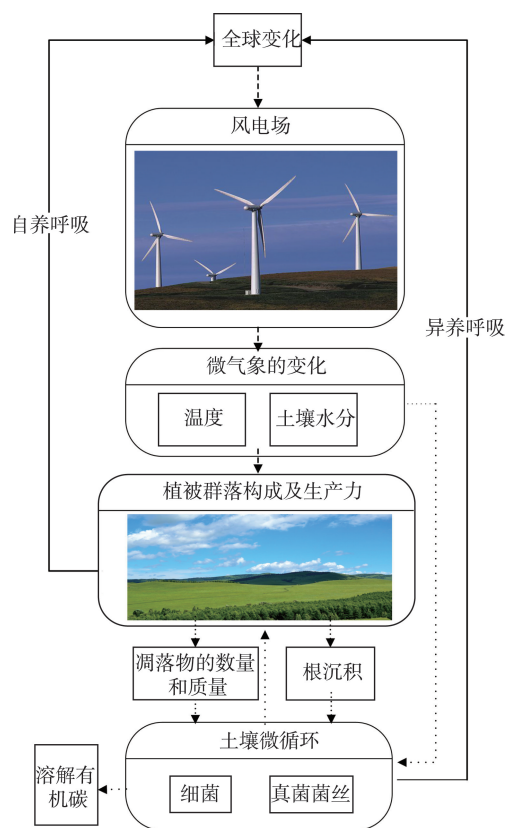 全球变化
风电场
自养呼吸
异养呼吸
微气象的变化
温度
土壤水分
植被群落构成及生产力
凋落物的数量
和质量
根沉积
土壤微循环
溶解有
机碳
细菌
真菌菌丝